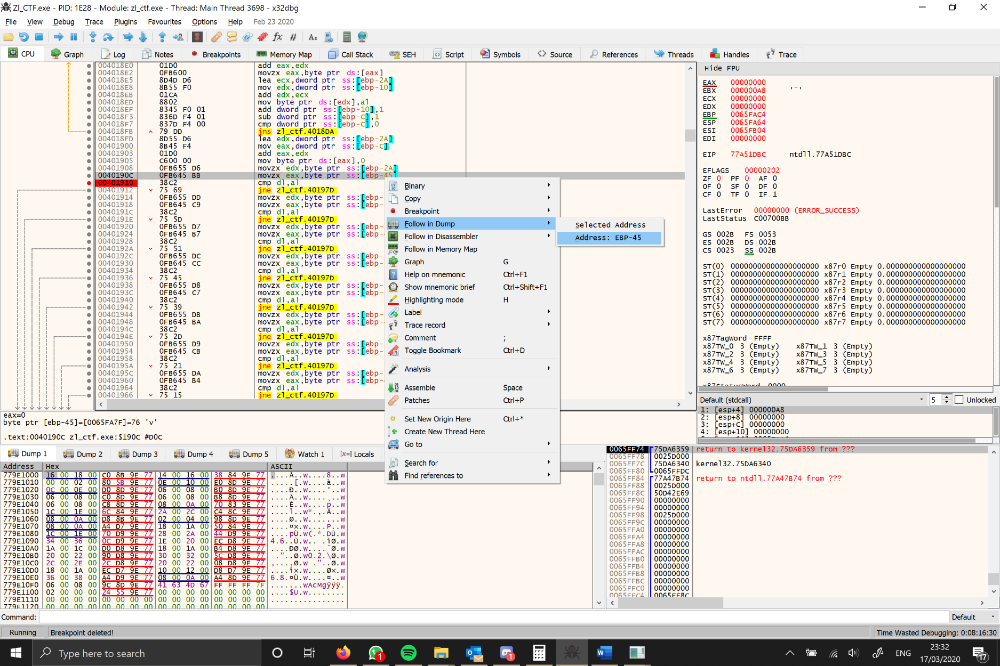 ZI_CTF.exe - PID: 1E28 - Module: zl_ctf.exe - Thread: Main Thread 3698 - x32dbg
File View Debug Trace Plugins Favourites Options Help Feb 23 2020
CPU Graph Log Notes Breakpoints Memory Map Call Stack SEH Script Symbols Source References Threads Handles Trace
004018E0 01D0 add eax,edx
004018E2 0FB600 movzx eax,byte ptr ds:[eax]
004018E5 8D4D D6 lea ecx,dword ptr ss:[ebp-2A]
004018E8 8B55 F0 mov edx,dword ptr ss:[ebp-10]
004018EB 01CA add edx,ecx
004018ED 8802 mov byte ptr ds:[edx],al
004018EF 8345 F0 01 add dword ptr ss:[ebp-10],1
004018F3 836D F4 01 sub dword ptr ss:[ebp-C],1
004018F7 837D F4 00 cmp dword ptr ss:[ebp-C],0
004018FB 79 DD jns zl_ctf.4018DA
004018FD 8D55 D6 lea edx,dword ptr ss:[ebp-2A]
00401900 8B45 F4 mov eax,dword ptr ss:[ebp-C]
00401903 01D0 add eax,edx
00401905 C600 00 mov byte ptr ds:[eax],0
00401908 0FB655 D6 movzx edx,byte ptr ss:[ebp-2A]
0040190C 0FB645 BB movzx eax,byte ptr ss:[ebp-45]
00401910 38C2 cmp dl,al
00401912 75 69 jne zl_ctf.40197D
00401914 0FB655 DD movzx edx,byte ptr ss:[ebp-
00401918 0FB645 C9 movzx eax,byte ptr ss:[ebp-
0040191C 38C2 cmp dl,al
0040191E 75 5D jne zl_ctf.40197D
00401920 0FB655 D7 movzx edx,byte ptr ss:[ebp-
00401924 0FB645 B7 movzx eax,byte ptr ss:[ebp-
00401928 38C2 cmp dl,al
0040192A 75 51 jne zl_ctf.40197D
0040192C 0FB655 DC movzx edx,byte ptr ss:[ebp-
00401930 0FB645 CC movzx eax,byte ptr ss:[ebp-
00401934 38C2 cmp dl,al
00401936 75 45 jne zl_ctf.40197D
00401938 0FB655 D8 movzx edx,byte ptr ss:[ebp-
0040193C 0FB645 C7 movzx eax,byte ptr ss:[ebp-
00401940 38C2 cmp dl,al
00401942 75 39 jne zl_ctf.40197D
00401944 0FB655 DB movzx edx,byte ptr ss:[ebp-
00401948 0FB645 BA movzx eax,byte ptr ss:[ebp-
0040194C 38C2 cmp dl,al
0040194E 75 2D jne zl_ctf.40197D
00401950 0FB655 D9 movzx edx,byte ptr ss:[ebp-
00401954 0FB645 CB movzx eax,byte ptr ss:[ebp-
00401958 38C2 cmp dl,al
0040195A 75 21 jne zl_ctf.40197D
0040195C 0FB655 DA movzx edx,byte ptr ss:[ebp-
00401960 0FB645 B4 movzx eax,byte ptr ss:[ebp-
00401964 38C2 cmp dl,al
00401966 75 15 jne zl_ctf.40197D
Binary
Copy
Breakpoint
Follow in Dump
Follow in Disassembler
Follow in Memory Map
Graph G
Help on mnemonic Ctrl+F1
Show mnemonic brief Ctrl+Shift+F1
Highlighting mode H
Label
Trace record
Comment ;
Toggle Bookmark Ctrl+D
Analysis
Assemble Space
Patches Ctrl+P
Set New Origin Here Ctrl+*
Create New Thread Here
Go to
Search for
Find references to
Selected Address
Address: EBP-45
Hide FPU
EAX 00000000
EBX 000000A8 '¨'
ECX 00000000
EDX 00000000
EBP 0065FAC4
ESP 0065FA64
ESI 0065FB04
EDI 00000000
EIP 77A51DBC ntdll.77A51DBC
EFLAGS 00000202
ZF 0 PF 0 AF 0
OF 0 SF 0 DF 0
CF 0 TF 0 IF 1
LastError 00000000 (ERROR_SUCCESS)
LastStatus C00700BB
GS 002B FS 0053
ES 002B DS 002B
CS 0023 SS 002B
ST(0) 00000000000000000000 x87r0 Empty 0.000000000000000000
ST(1) 00000000000000000000 x87r1 Empty 0.000000000000000000
ST(2) 00000000000000000000 x87r2 Empty 0.000000000000000000
ST(3) 00000000000000000000 x87r3 Empty 0.000000000000000000
ST(4) 00000000000000000000 x87r4 Empty 0.000000000000000000
ST(5) 00000000000000000000 x87r5 Empty 0.000000000000000000
ST(6) 00000000000000000000 x87r6 Empty 0.000000000000000000
ST(7) 00000000000000000000 x87r7 Empty 0.000000000000000000
x87TagWord FFFF
x87TW_0 3 (Empty) x87TW_1 3 (Empty)
x87TW_2 3 (Empty) x87TW_3 3 (Empty)
x87TW_4 3 (Empty) x87TW_5 3 (Empty)
x87TW_6 3 (Empty) x87TW_7 3 (Empty)
x87StatusWord 0000
Default (stdcall) 5 Unlocked
1: [esp+4] 000000A8
2: [esp+8] 00000000
3: [esp+C] 00000000
4: [esp+10] 00000000
eax=0
byte ptr [ebp-45]=[0065FA7F]=76 'v'
.text:0040190C zl_ctf.exe:$190C #D0C
Dump 1 Dump 2 Dump 3 Dump 4 Dump 5 Watch 1 [x=] Locals
Address Hex ASCII
779E1000 16 00 18 00 C0 8B 9E 77 14 00 16 00 38 84 9E 77 ....À..w....8..w
779E1010 00 00 02 00 80 5B 9E 77 0E 00 10 00 E0 8D 9E 77 .....[.w....à..w
779E1020 0C 00 0E 00 D0 8D 9E 77 06 00 08 00 B0 8D 9E 77 ....Ð..w....°..w
779E1030 06 00 08 00 C0 8D 9E 77 06 00 08 00 B8 8D 9E 77 ....À..w....¸..w
779E1040 06 00 08 00 C8 8D 9E 77 08 00 0A 00 70 83 9E 77 ....È..w....p..w
779E1050 1C 00 1E 00 6C 84 9E 77 2A 00 2C 00 C4 8C 9E 77 ....l..w*.,.Ä..w
779E1060 08 00 0A 00 D8 8B 9E 77 02 00 04 00 98 8D 9E 77 ....Ø..w.......w
779E1070 08 00 0A 00 A4 D7 9E 77 18 00 1A 00 50 84 9E 77 ....¤×.w....P..w
779E1080 1C 00 1E 00 70 D9 9E 77 28 00 2A 00 44 D9 9E 77 ....pÙ.w(.*.DÙ.w
779E1090 34 00 36 00 0C D9 9E 77 1E 00 20 00 EC D8 9E 77 4.6..Ù.w.. .ìØ.w
779E10A0 1A 00 1C 00 D0 D8 9E 77 18 00 1A 00 B4 D8 9E 77 ....ÐØ.w....´Ø.w
779E10B0 20 00 22 00 90 D8 9E 77 30 00 32 00 5C D8 9E 77  ."..Ø.w0.2.\Ø.w
779E10C0 2C 00 2E 00 2C D8 9E 77 20 00 22 00 08 D8 9E 77 ,...,Ø.w ."..Ø.w
779E10D0 18 00 1A 00 EC D7 9E 77 10 00 12 00 D8 D7 9E 77 ....ì×.w....Ø×.w
779E10E0 36 00 38 00 A4 D9 9E 77 08 00 0A 00 A4 8D 9E 77 6.8.¤Ù.w....¤..w
779E10F0 06 00 08 00 9C 8D 9E 77 41 63 4D 67 FF FF FF 7F .......wAcMgÿÿÿ.
779E1100 02 00 00 00 24 55 9E 77 00 00 00 00 00 00 00 00 ....$U.w........
779E1110 00 00 00 00 00 00 00 00 00 00 00 00 00 00 00 00 ................
779E1120 00 00 00 00 00 00 00 00 00 00 00 00 00 00 00 00
0065FF74 75DA6359 return to kernel32.75DA6359 from ???
0065FF78 0025D000
0065FF7C 75DA6340 kernel32.75DA6340
0065FF80 0065FFDC
0065FF84 77A47B74 return to ntdll.77A47B74 from ???
0065FF88 0025D000
0065FF8C 50D42E69
0065FF90 00000000
0065FF94 00000000
0065FF98 0025D000
0065FF9C 00000000
0065FFA0 00000000
0065FFA4 00000000
0065FFA8 00000000
0065FFAC 00000000
0065FFB0 00000000
0065FFB4 00000000
0065FFB8 00000000
0065FFBC 00000000
0065FFC0 00000000
0065FFC4 0065FF8C
Command: Default
Running Breakpoint deleted! Time Wasted Debugging: 0:08:16:30
Type here to search
1
1
ENG
23:32
17/03/2020
17